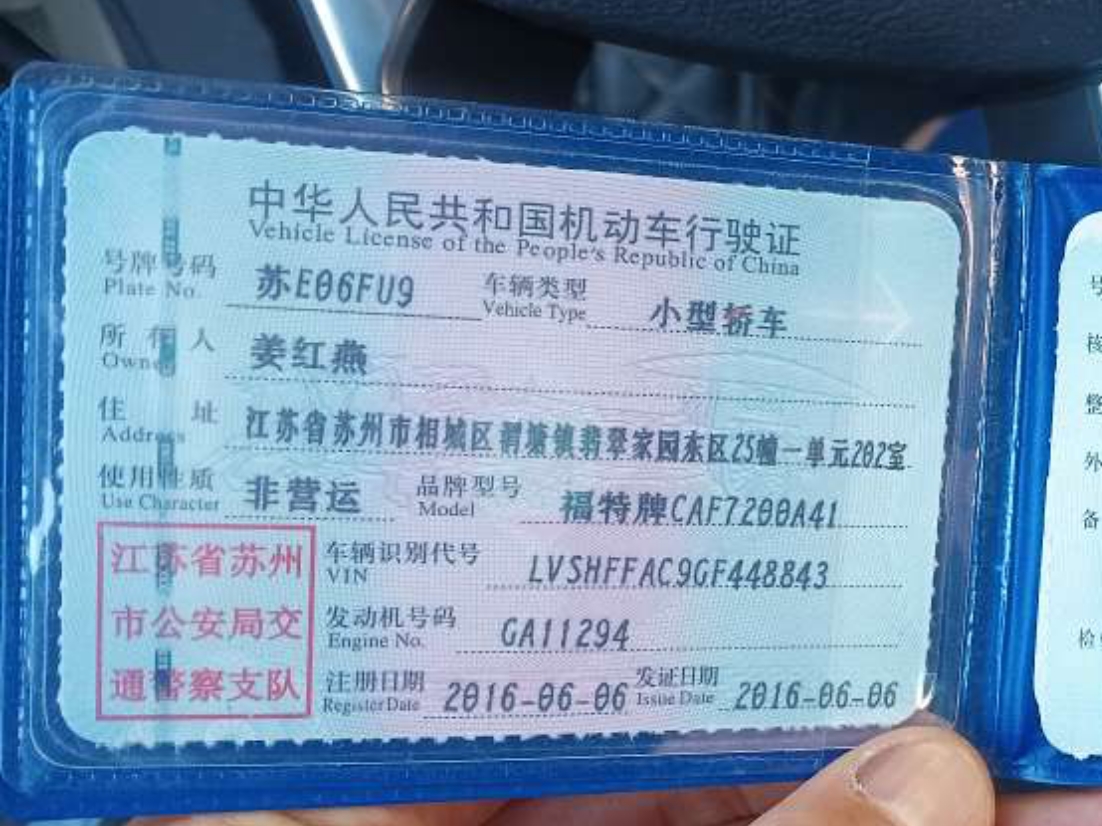 中华人民共和国机动车行驶证
Vehicle License of the People's Republic of China
号牌号码 苏E06FU9 车辆类型 小型轿车
Plate No. Vehicle Type
所有人 姜红燕
Owner
住址 江苏省苏州市相城区渭塘镇翡翠家园东区25幢一单元202室
Address
使用性质 非营运 品牌型号 福特牌CAF7200A41
Use Character Model
江苏省苏州 车辆识别代号 LVSHFFAC9GF448843
VIN
市公安局交 发动机号码 GA11294
Engine No.
通警察支队 注册日期 2016-06-06 发证日期 2016-06-06
Register Date Issue Date
号
核
整
外
备
检